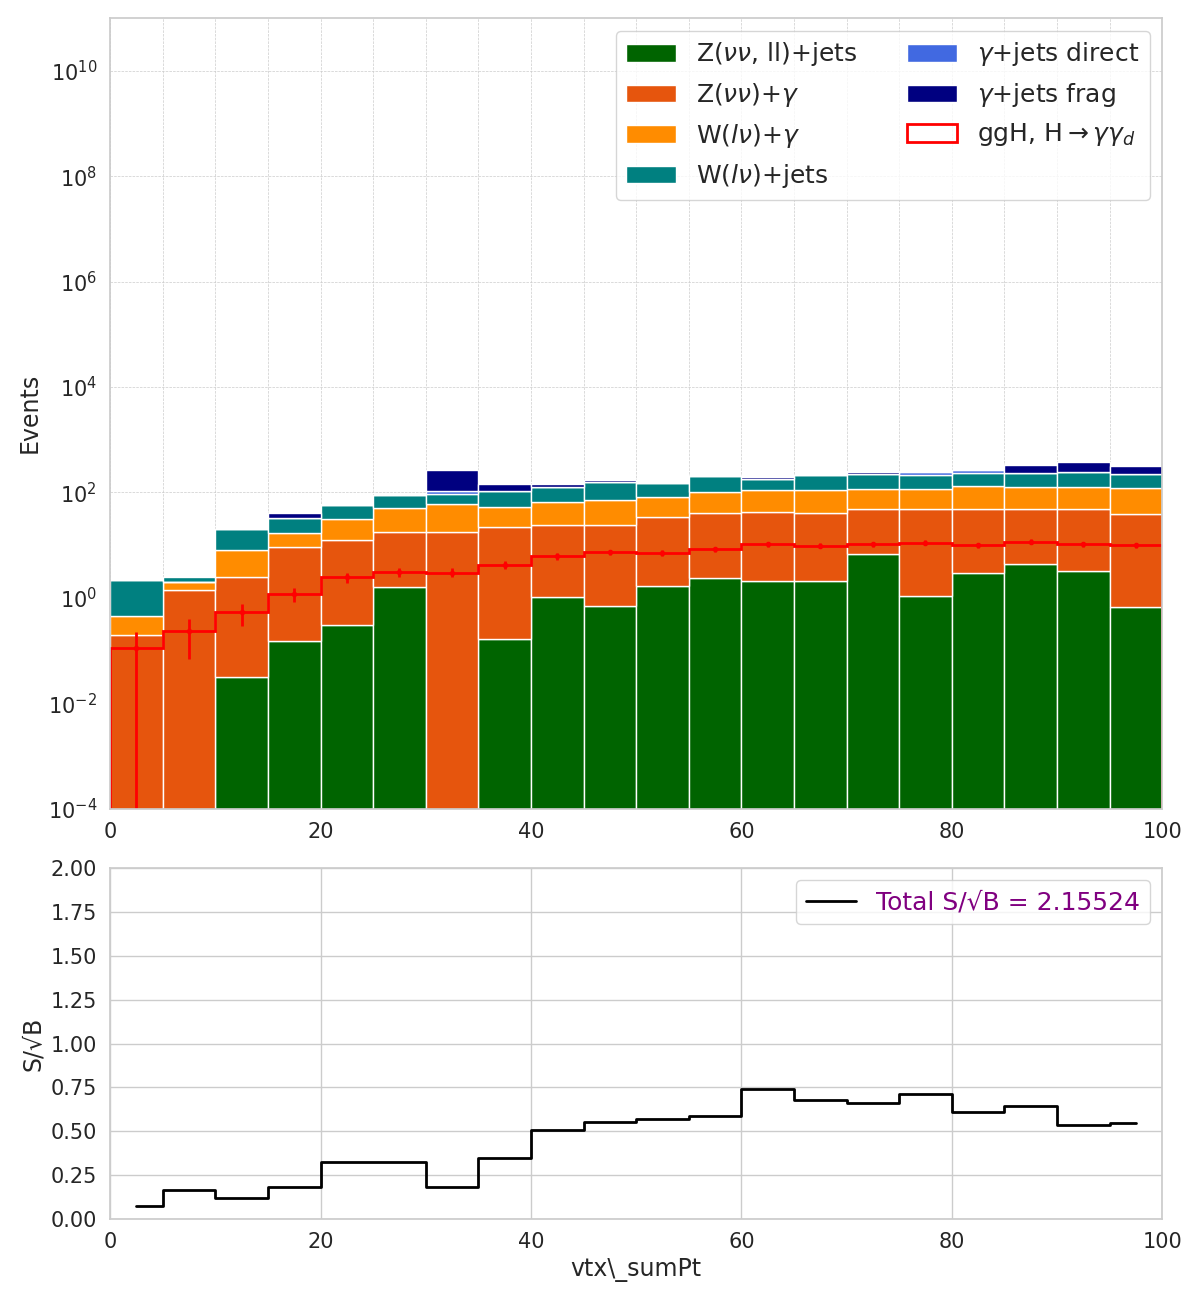 Z(νν, ll)+jets
Z(νν)+γ
W(lν)+γ
W(lν)+jets
γ+jets direct
γ+jets frag
ggH, H→γγ_d
Events
10^10
10^8
10^6
10^4
10^2
10^0
10^−2
10^−4
0 20 40 60 80 100
Total S/√B = 2.15524
S/√B
2.00
1.75
1.50
1.25
1.00
0.75
0.50
0.25
0.00
0 20 40 60 80 100
vtx\_sumPt